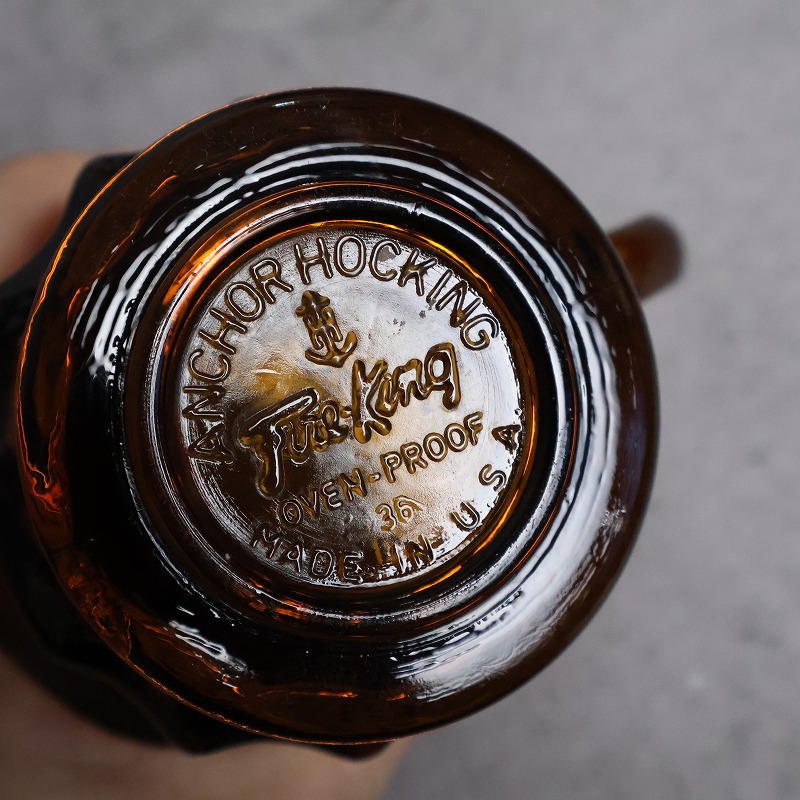 ANCHOR HOCKING
Fire-King
OVEN-PROOF
36
MADE IN U S A